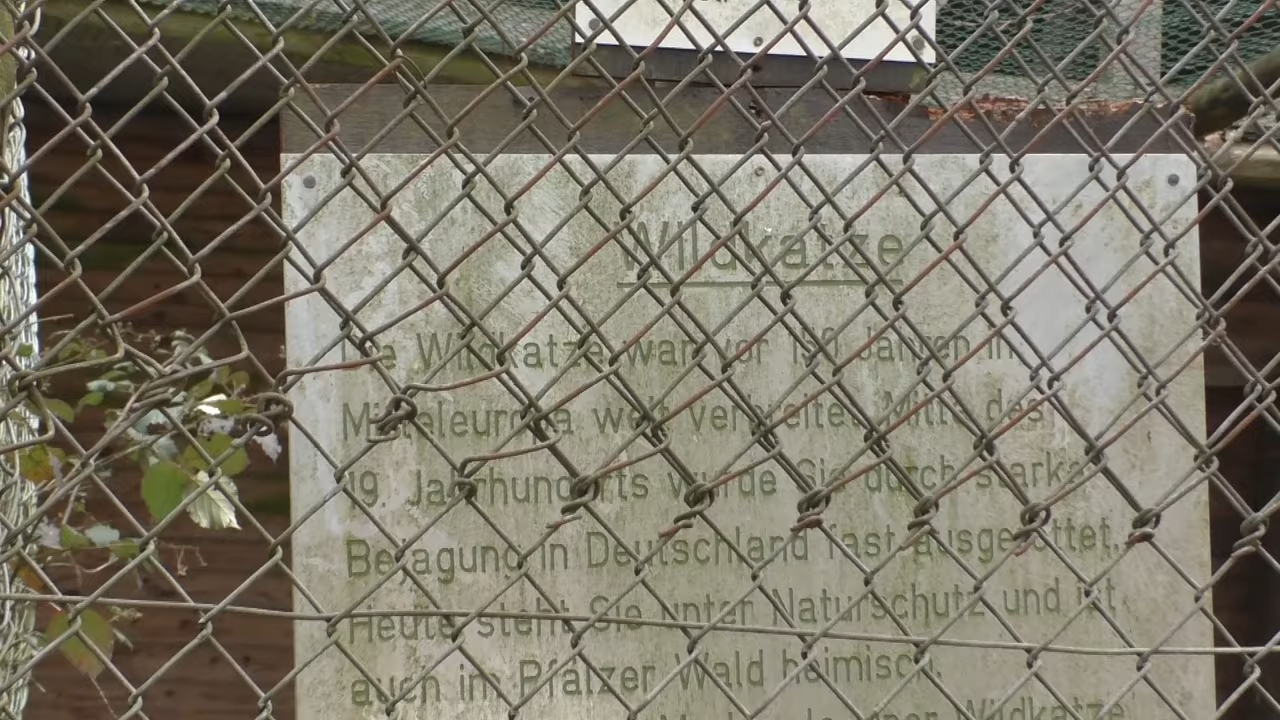 Wildkatze
Die Wildkatze war vor 150 Jahren in
Mitteleuropa weit verbreitet. Mitte des
19. Jahrhunderts wurde Sie durch starke
Bejagung in Deutschland fast ausgerottet.
Heute steht Sie unter Naturschutz und ist
auch im Pfälzer Wald heimisch.
Wildkatze